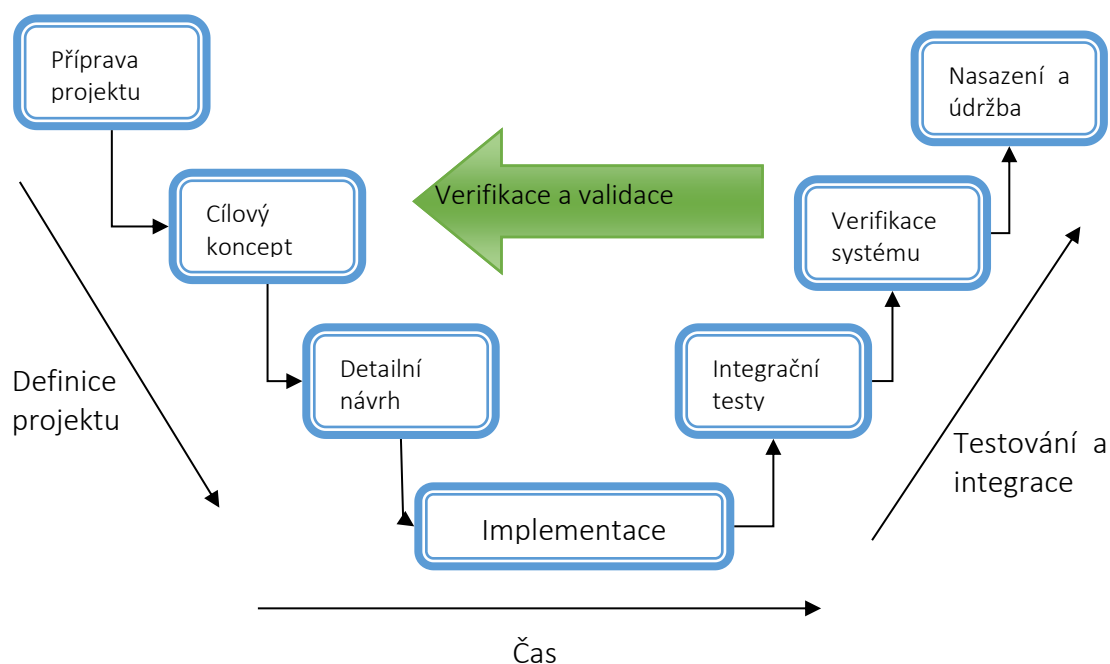 Příprava
projektu
Nasazení a
údržba
Cílový
koncept
Verifikace a validace
Verifikace
systému
Definice
projektu
Detailní
návrh
Integrační
testy
Testování a
integrace
Implementace
Čas